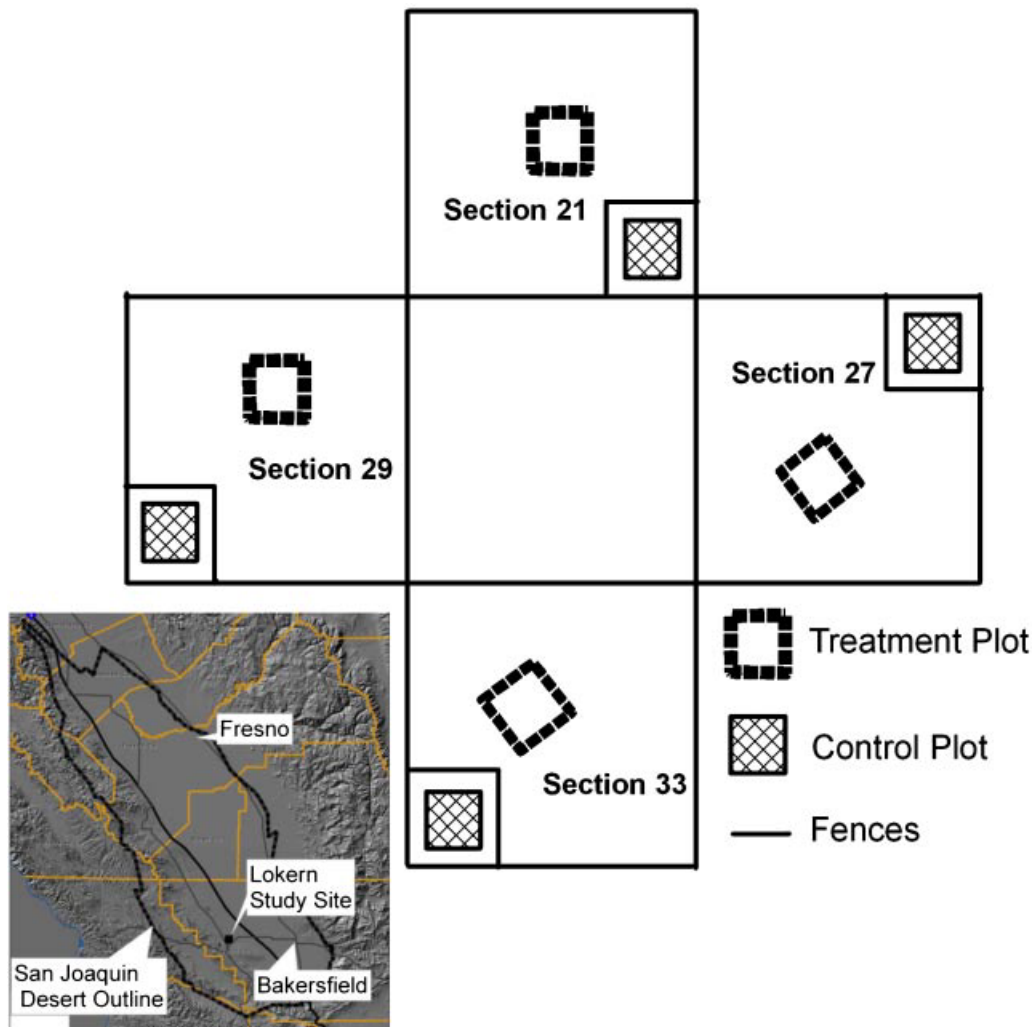 Section 21
Section 27
Section 29
Section 33
Treatment Plot
Control Plot
Fences
Fresno
Lokern
Study Site
San Joaquin
Desert Outline
Bakersfield